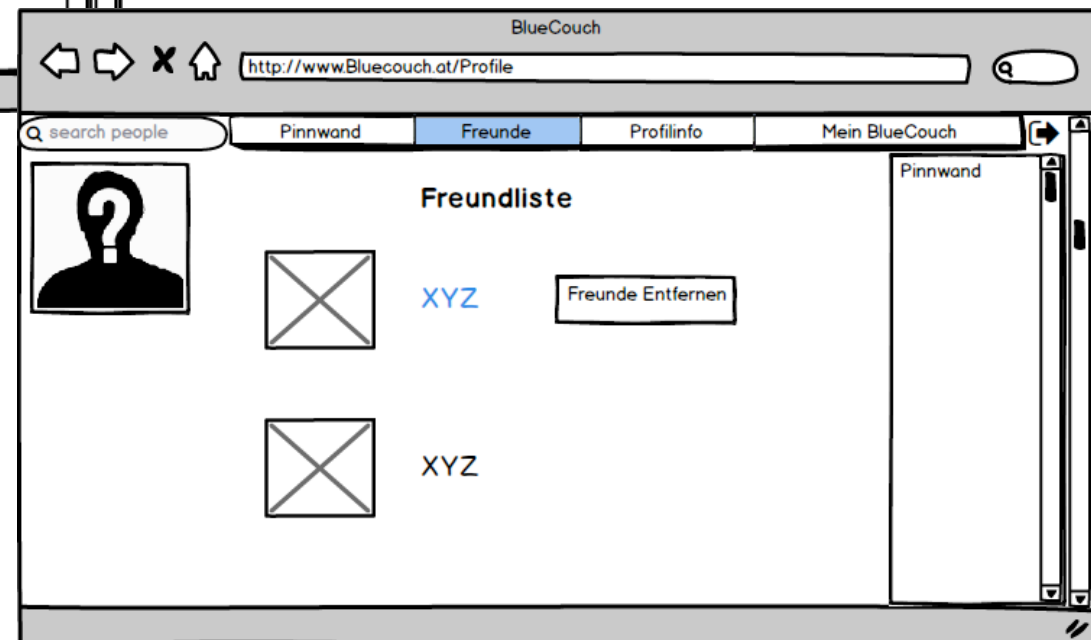 BlueCouch
http://www.Bluecouch.at/Profile
search people
Pinnwand
Freunde
Profilinfo
Mein BlueCouch
Pinnwand
Freundliste
XYZ
Freunde Entfernen
XYZ